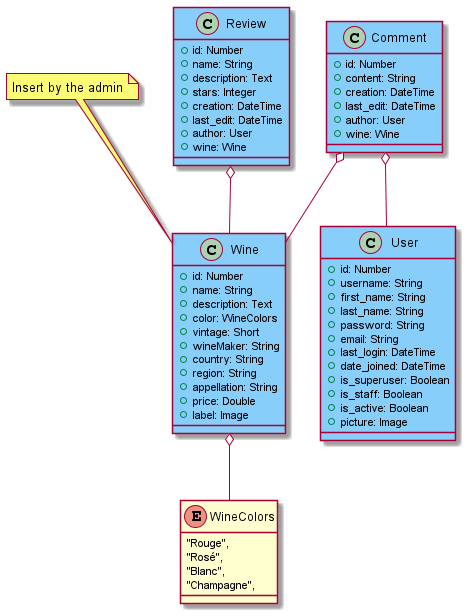 C Review
id: Number
name: String
description: Text
stars: Integer
creation: DateTime
last_edit: DateTime
author: User
wine: Wine
C Comment
id: Number
content: String
creation: DateTime
last_edit: DateTime
author: User
wine: Wine
Insert by the admin
C Wine
id: Number
name: String
description: Text
color: WineColors
vintage: Short
wineMaker: String
country: String
region: String
appellation: String
price: Double
label: Image
C User
id: Number
username: String
first_name: String
last_name: String
password: String
email: String
last_login: DateTime
date_joined: DateTime
is_superuser: Boolean
is_staff: Boolean
is_active: Boolean
picture: Image
E WineColors
"Rouge",
"Rosé",
"Blanc",
"Champagne",